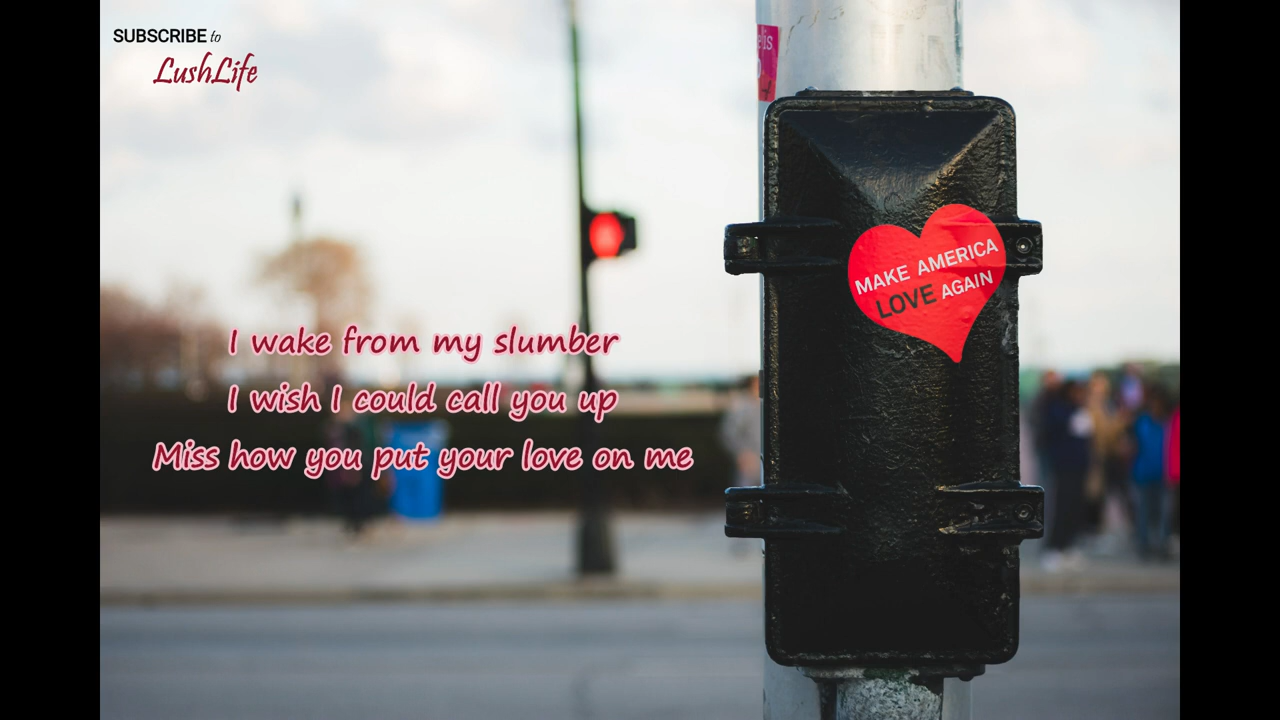 SUBSCRIBE to
LushLife
I wake from my slumber
I wish I could call you up
Miss how you put your love on me
MAKE AMERICA
LOVE AGAIN